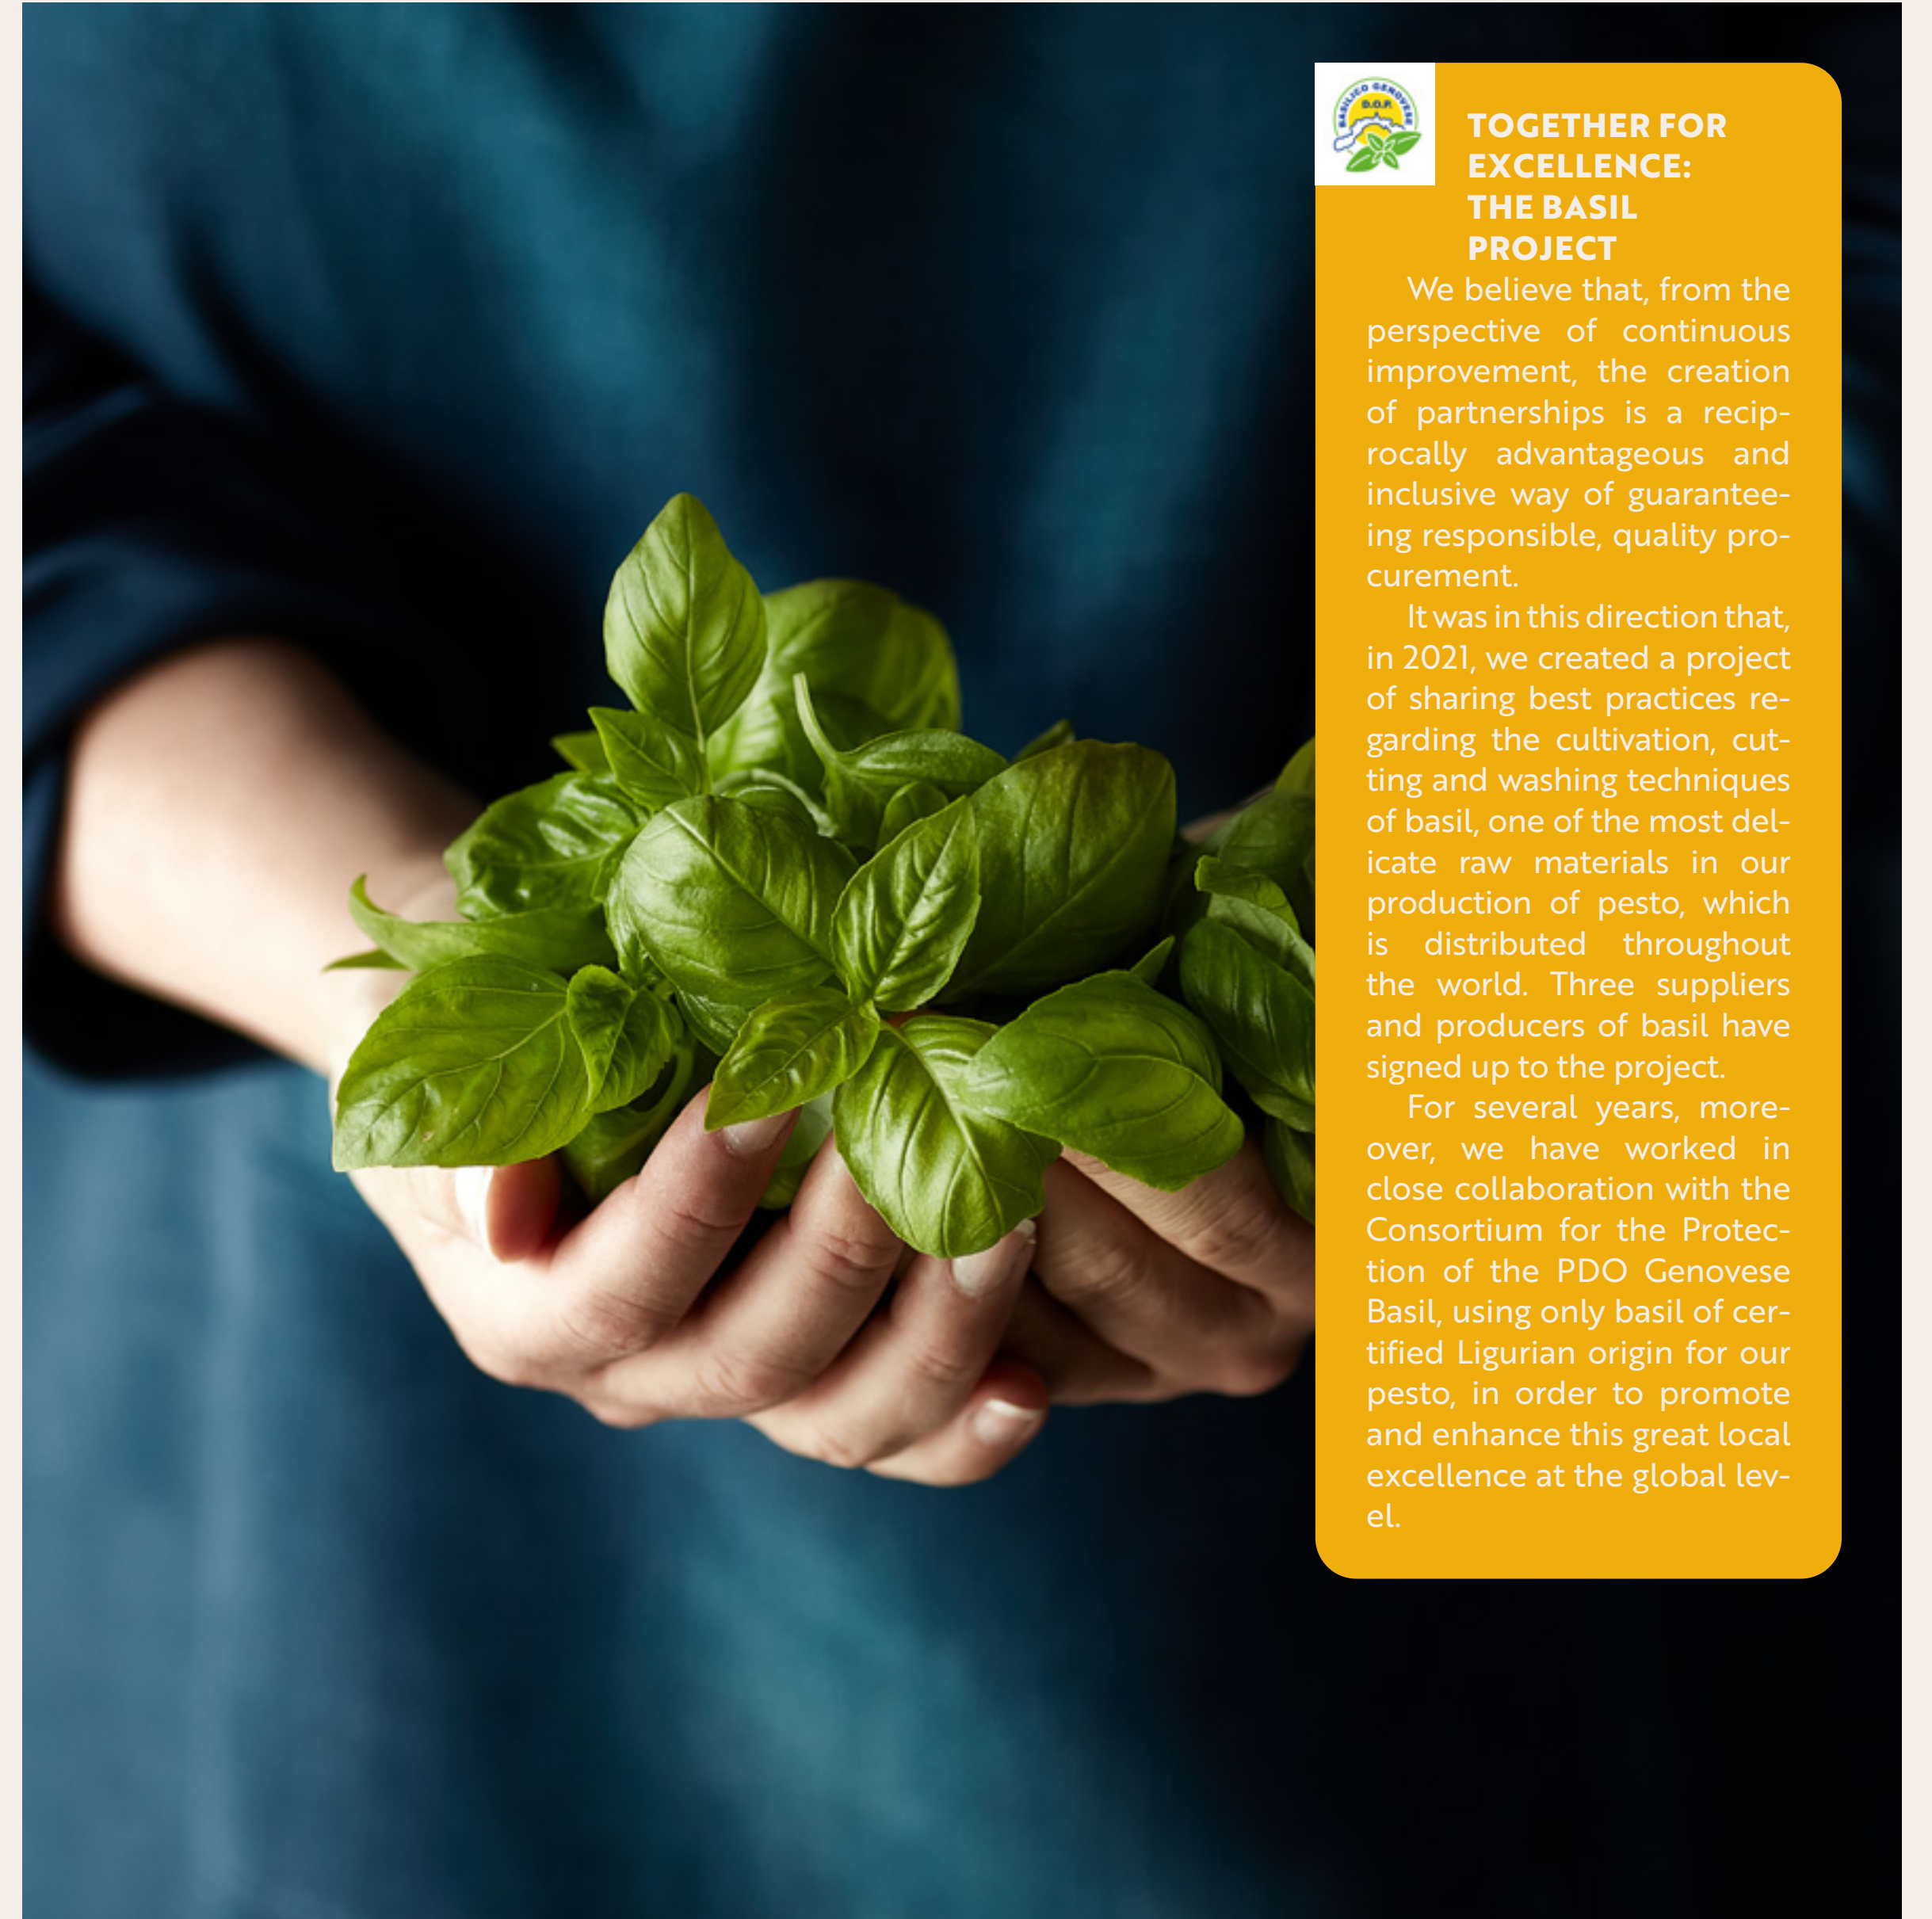 BASILICO GENOVESE
D.O.P.
TOGETHER FOR
EXCELLENCE:
THE BASIL
PROJECT
We believe that, from the
perspective of continuous
improvement, the creation
of partnerships is a recip-
rocally advantageous and
inclusive way of guarantee-
ing responsible, quality pro-
curement.
It was in this direction that,
in 2021, we created a project
of sharing best practices re-
garding the cultivation, cut-
ting and washing techniques
of basil, one of the most del-
icate raw materials in our
production of pesto, which
is distributed throughout
the world. Three suppliers
and producers of basil have
signed up to the project.
For several years, more-
over, we have worked in
close collaboration with the
Consortium for the Protec-
tion of the PDO Genovese
Basil, using only basil of cer-
tified Ligurian origin for our
pesto, in order to promote
and enhance this great local
excellence at the global lev-
el.